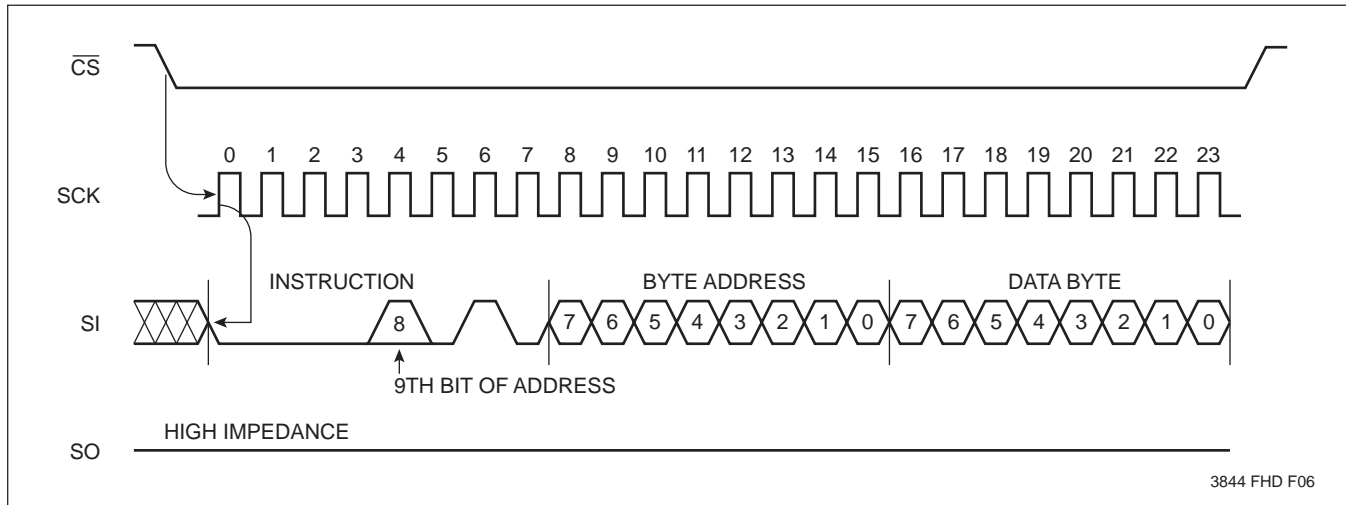 CS
0 1 2 3 4 5 6 7 8 9 10 11 12 13 14 15 16 17 18 19 20 21 22 23
SCK
INSTRUCTION BYTE ADDRESS DATA BYTE
SI 8 7 6 5 4 3 2 1 0 7 6 5 4 3 2 1 0
9TH BIT OF ADDRESS
HIGH IMPEDANCE
SO
3844 FHD F06